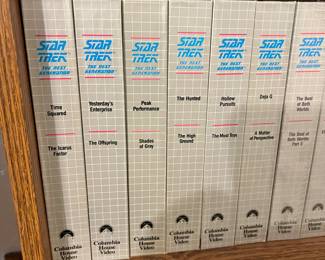 STAR
TREK
THE NEXT
GENERATION
Time
Squared
The Icarus
Factor
Columbia
House
Video
STAR
TREK
THE NEXT
GENERATION
Yesterday's
Enterprise
The Offspring
Columbia
House
Video
STAR
TREK
THE NEXT
GENERATION
Peak
Performance
Shades
of Gray
Columbia
House
Video
STAR
TREK
THE NEXT
GENERATION
The Hunted
The High
Ground
Columbia
House
Video
STAR
TREK
THE NEXT
GENERATION
Hollow
Pursuits
The Most Toys
Columbia
House
Video
STAR
TREK
THE NEXT
GENERATION
Deja Q
A Matter
of Perspective
Columbia
House
Video
STAR
TREK
THE NEXT
GENERATION
The Best
of Both
Worlds
The Best of
Both Worlds
Part II
Columbia
House
Video